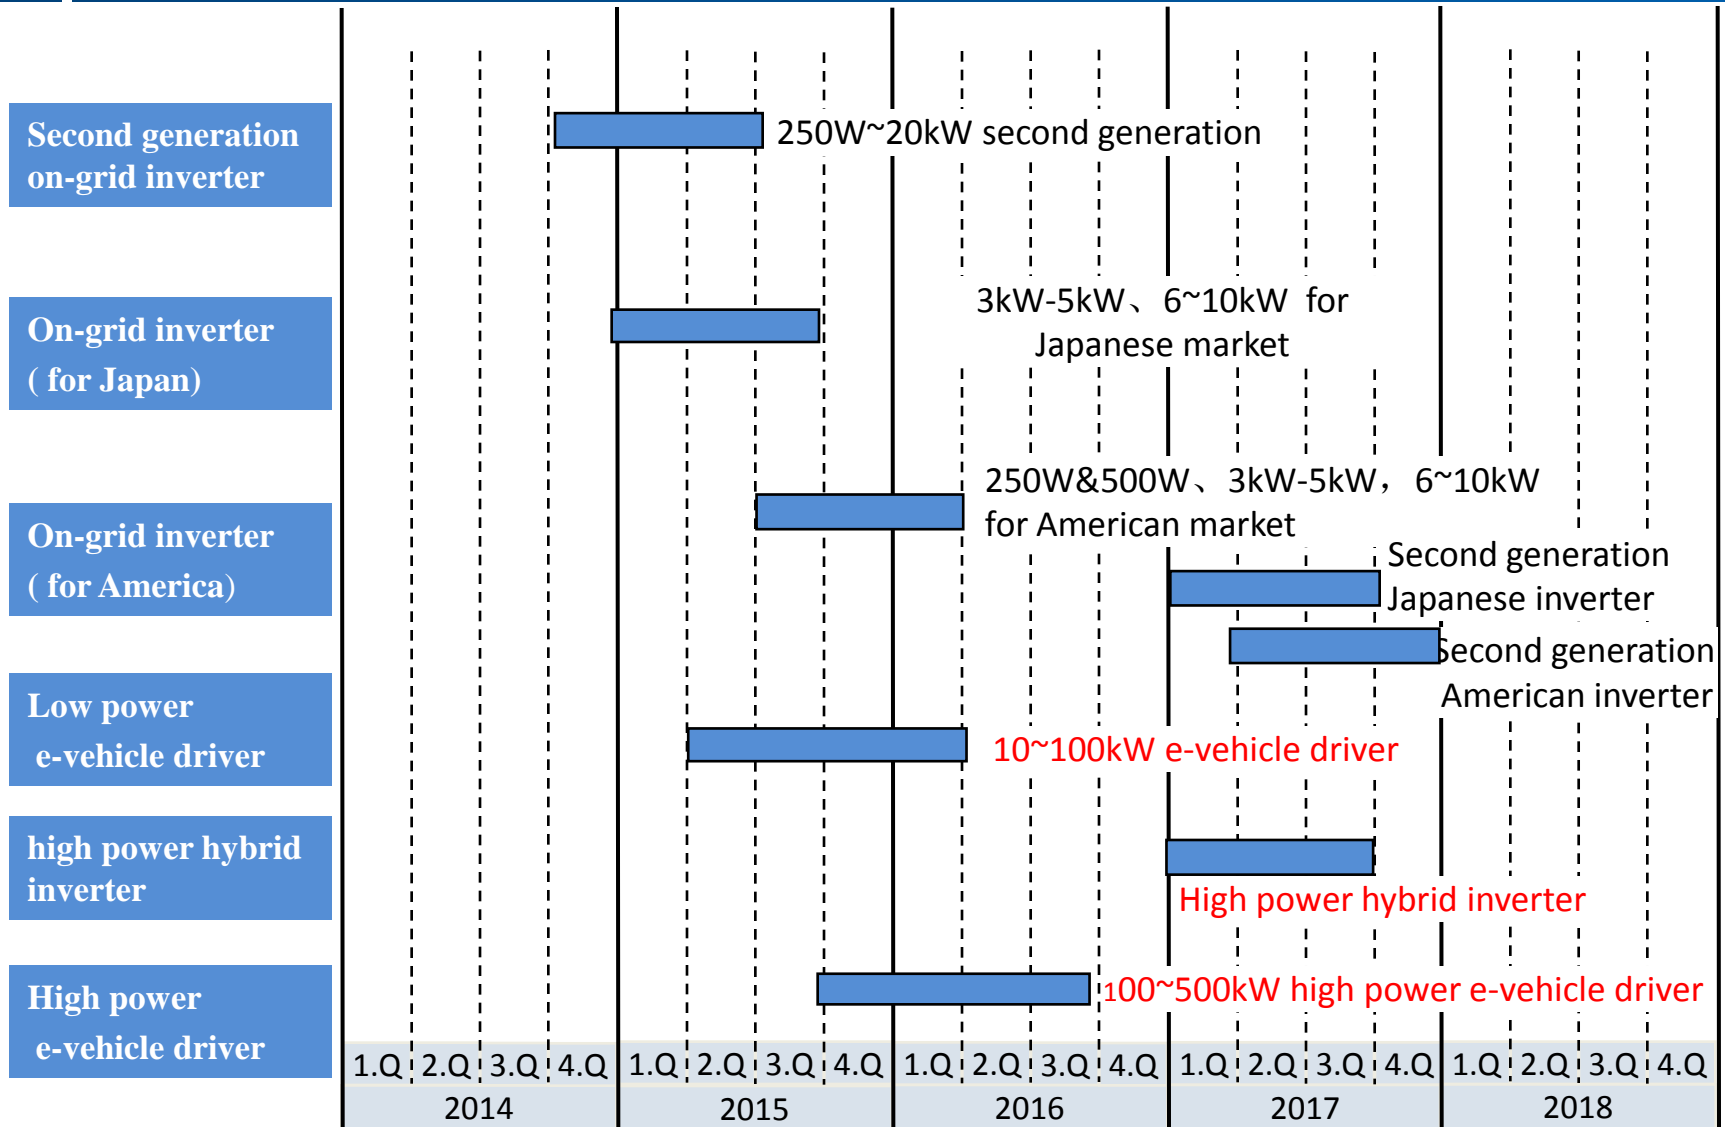 Second generation
on-grid inverter
250W~20kW second generation
On-grid inverter
( for Japan)
3kW-5kW、6~10kW for
Japanese market
On-grid inverter
( for America)
250W&500W、3kW-5kW，6~10kW
for American market
Second generation
Japanese inverter
Second generation
American inverter
Low power
e-vehicle driver
10~100kW e-vehicle driver
high power hybrid
inverter
High power hybrid inverter
High power
e-vehicle driver
100~500kW high power e-vehicle driver
1.Q 2.Q 3.Q 4.Q 1.Q 2.Q 3.Q 4.Q 1.Q 2.Q 3.Q 4.Q 1.Q 2.Q 3.Q 4.Q 1.Q 2.Q 3.Q 4.Q
2014 2015 2016 2017 2018